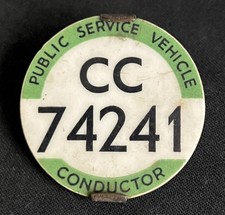 PUBLIC SERVICE VEHICLE
CC
74241
CONDUCTOR